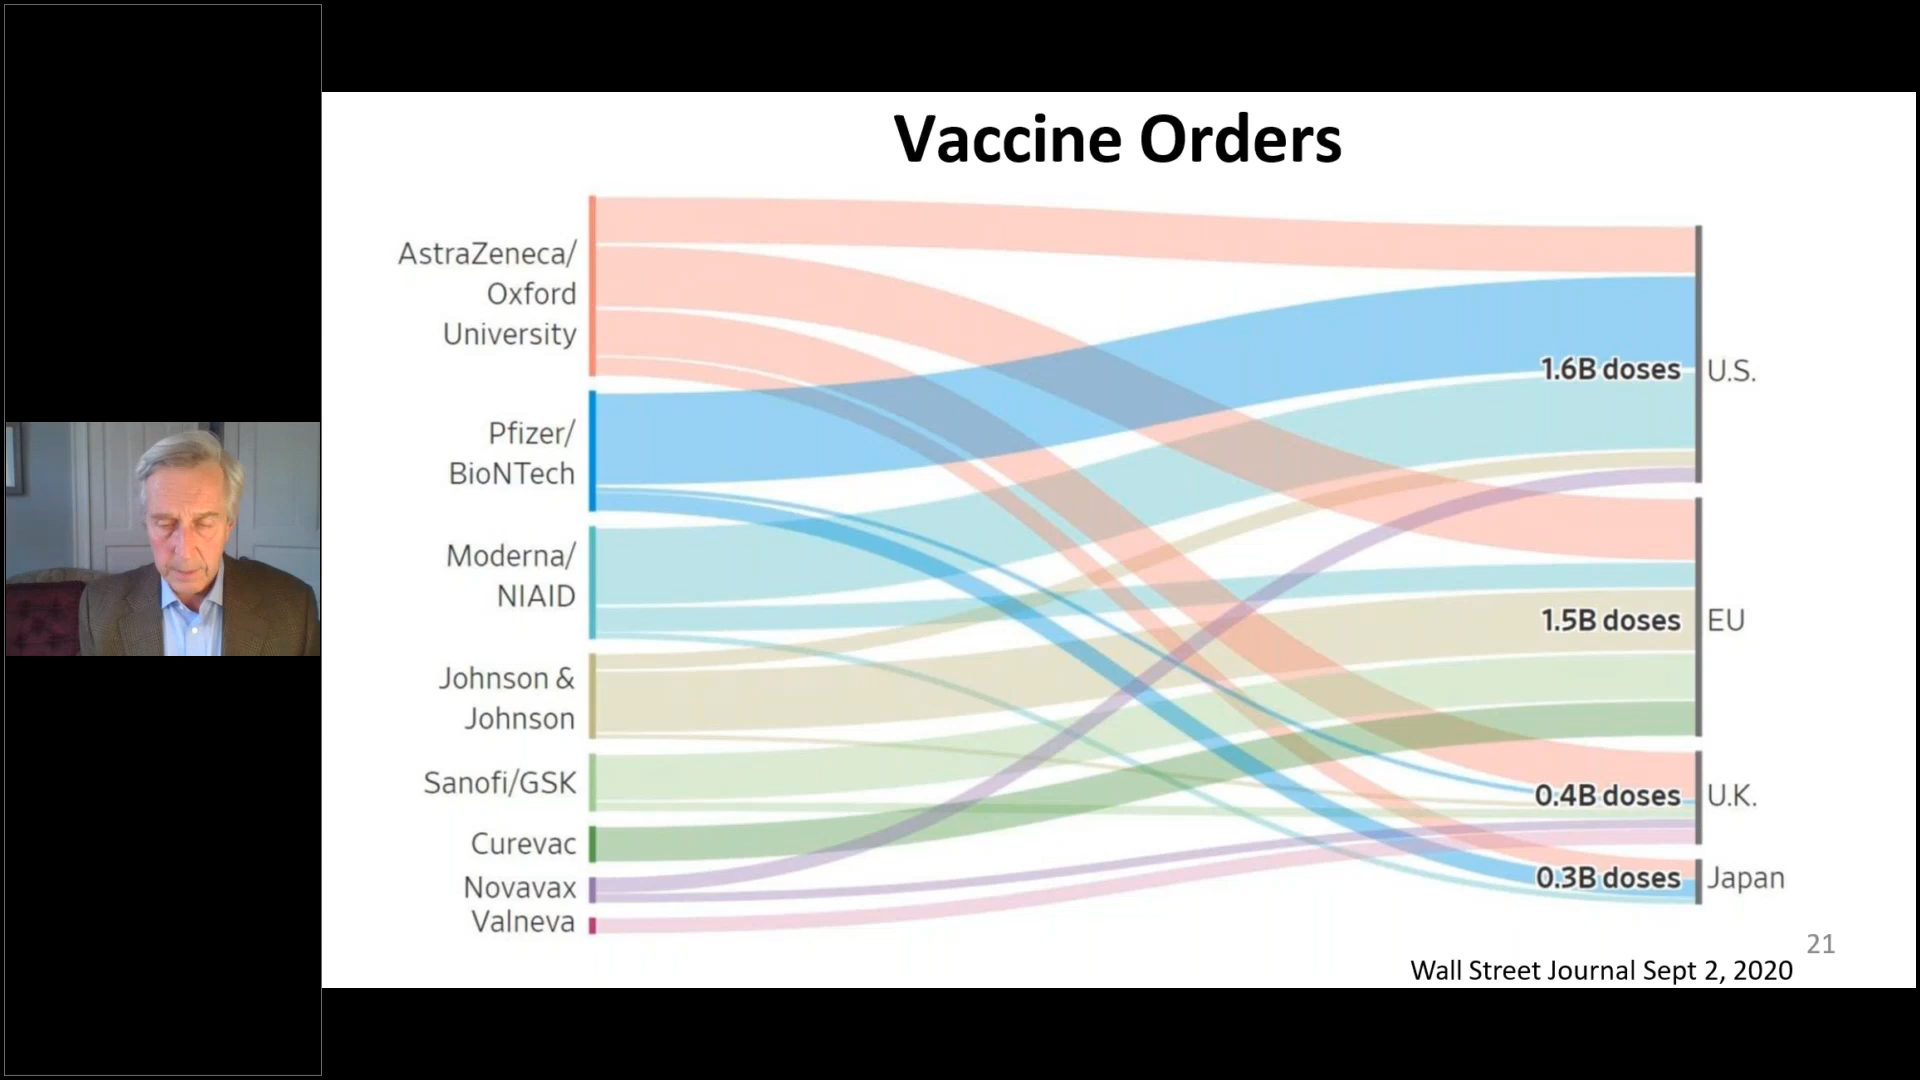 Vaccine Orders
AstraZeneca/
Oxford
University
Pfizer/
BioNTech
Moderna/
NIAID
Johnson &
Johnson
Sanofi/GSK
Curevac
Novavax
Valneva
1.6B doses
U.S.
1.5B doses
EU
0.4B doses
U.K.
0.3B doses
Japan
21
Wall Street Journal Sept 2, 2020